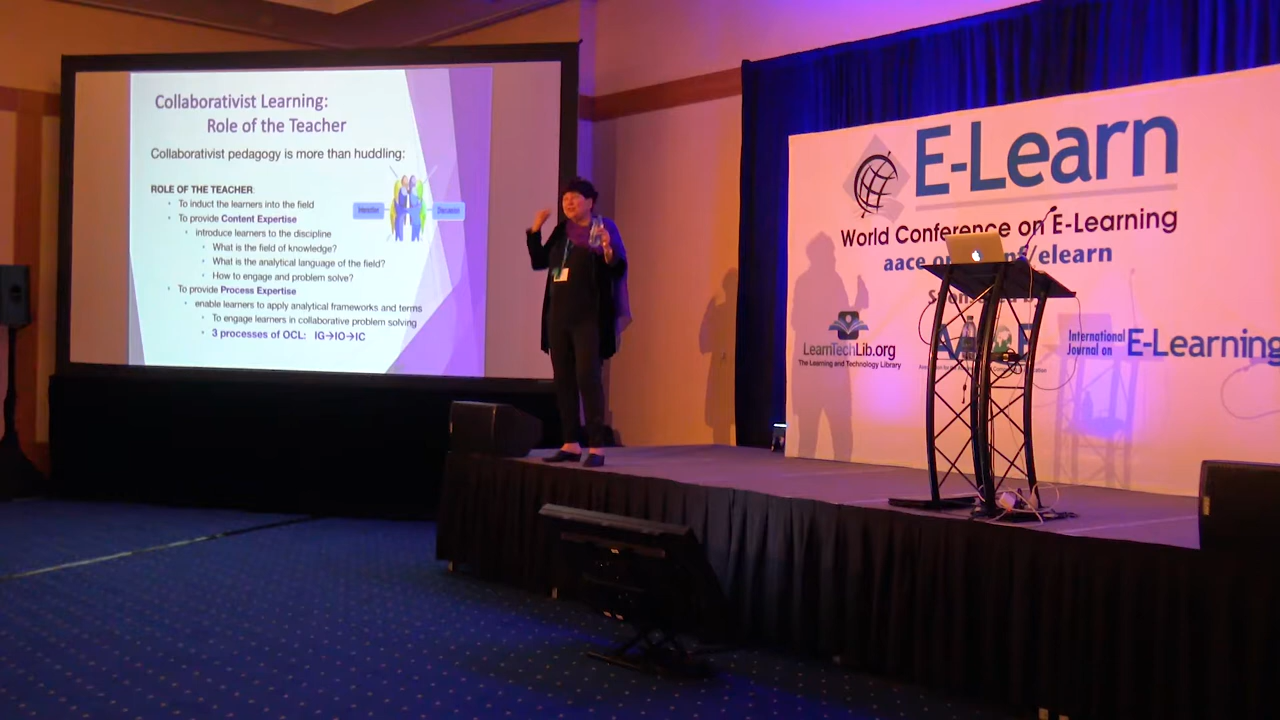 Collaborativist Learning:
Role of the Teacher
Collaborativist pedagogy is more than huddling:
ROLE OF THE TEACHER:
• To induct the learners into the field
• To provide Content Expertise
• introduce learners to the discipline
• What is the field of knowledge?
• What is the analytical language of the field?
• How to engage and problem solve?
• To provide Process Expertise
• enable learners to apply analytical frameworks and terms
• To engage learners in collaborative problem solving
• 3 processes of OCL: IG→IO→IC
Interaction
Discussion
E-Learn
World Conference on E-Learning
aace /elearn
LearnTechLib.org
The Learning and Technology Library
International
Journal on
E-Learning